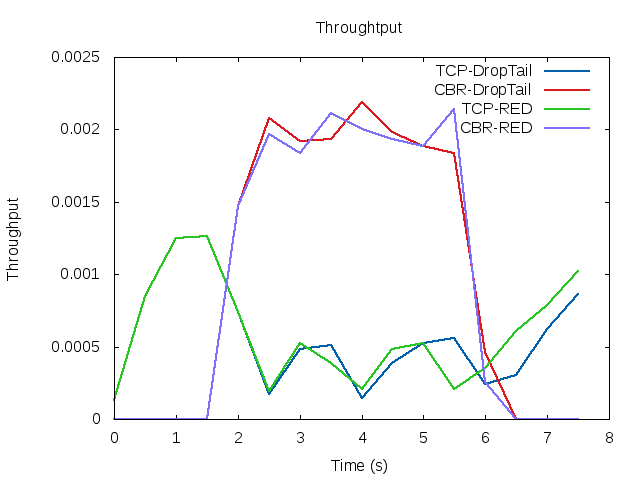 Throughtput
0.0025
0.002
0.0015
0.001
0.0005
0
Throughput
TCP-DropTail
CBR-DropTail
TCP-RED
CBR-RED
0 1 2 3 4 5 6 7 8
Time (s)